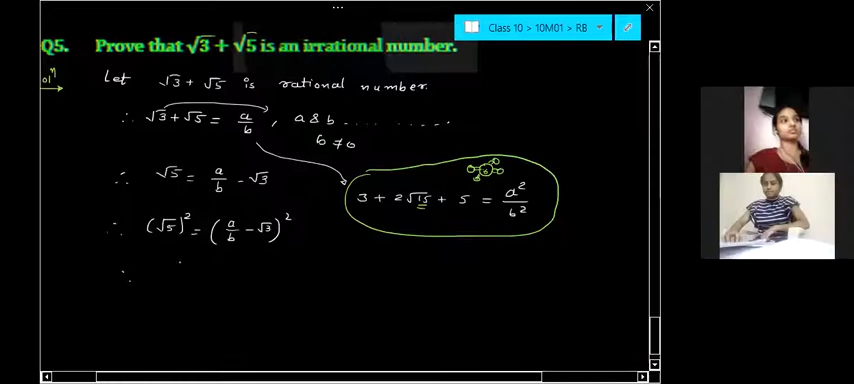 Class 10 > 10M01 > RB
Q5. Prove that √3 + √5 is an irrational number.
olⁿ Let √3 + √5 is rational number.
∴ √3 + √5 = a/b , a & b ............
b ≠ 0
∴ √5 = a/b - √3
3 + 2√15 + 5 = a²/b²
∴ (√5)² = (a/b - √3)²
∴